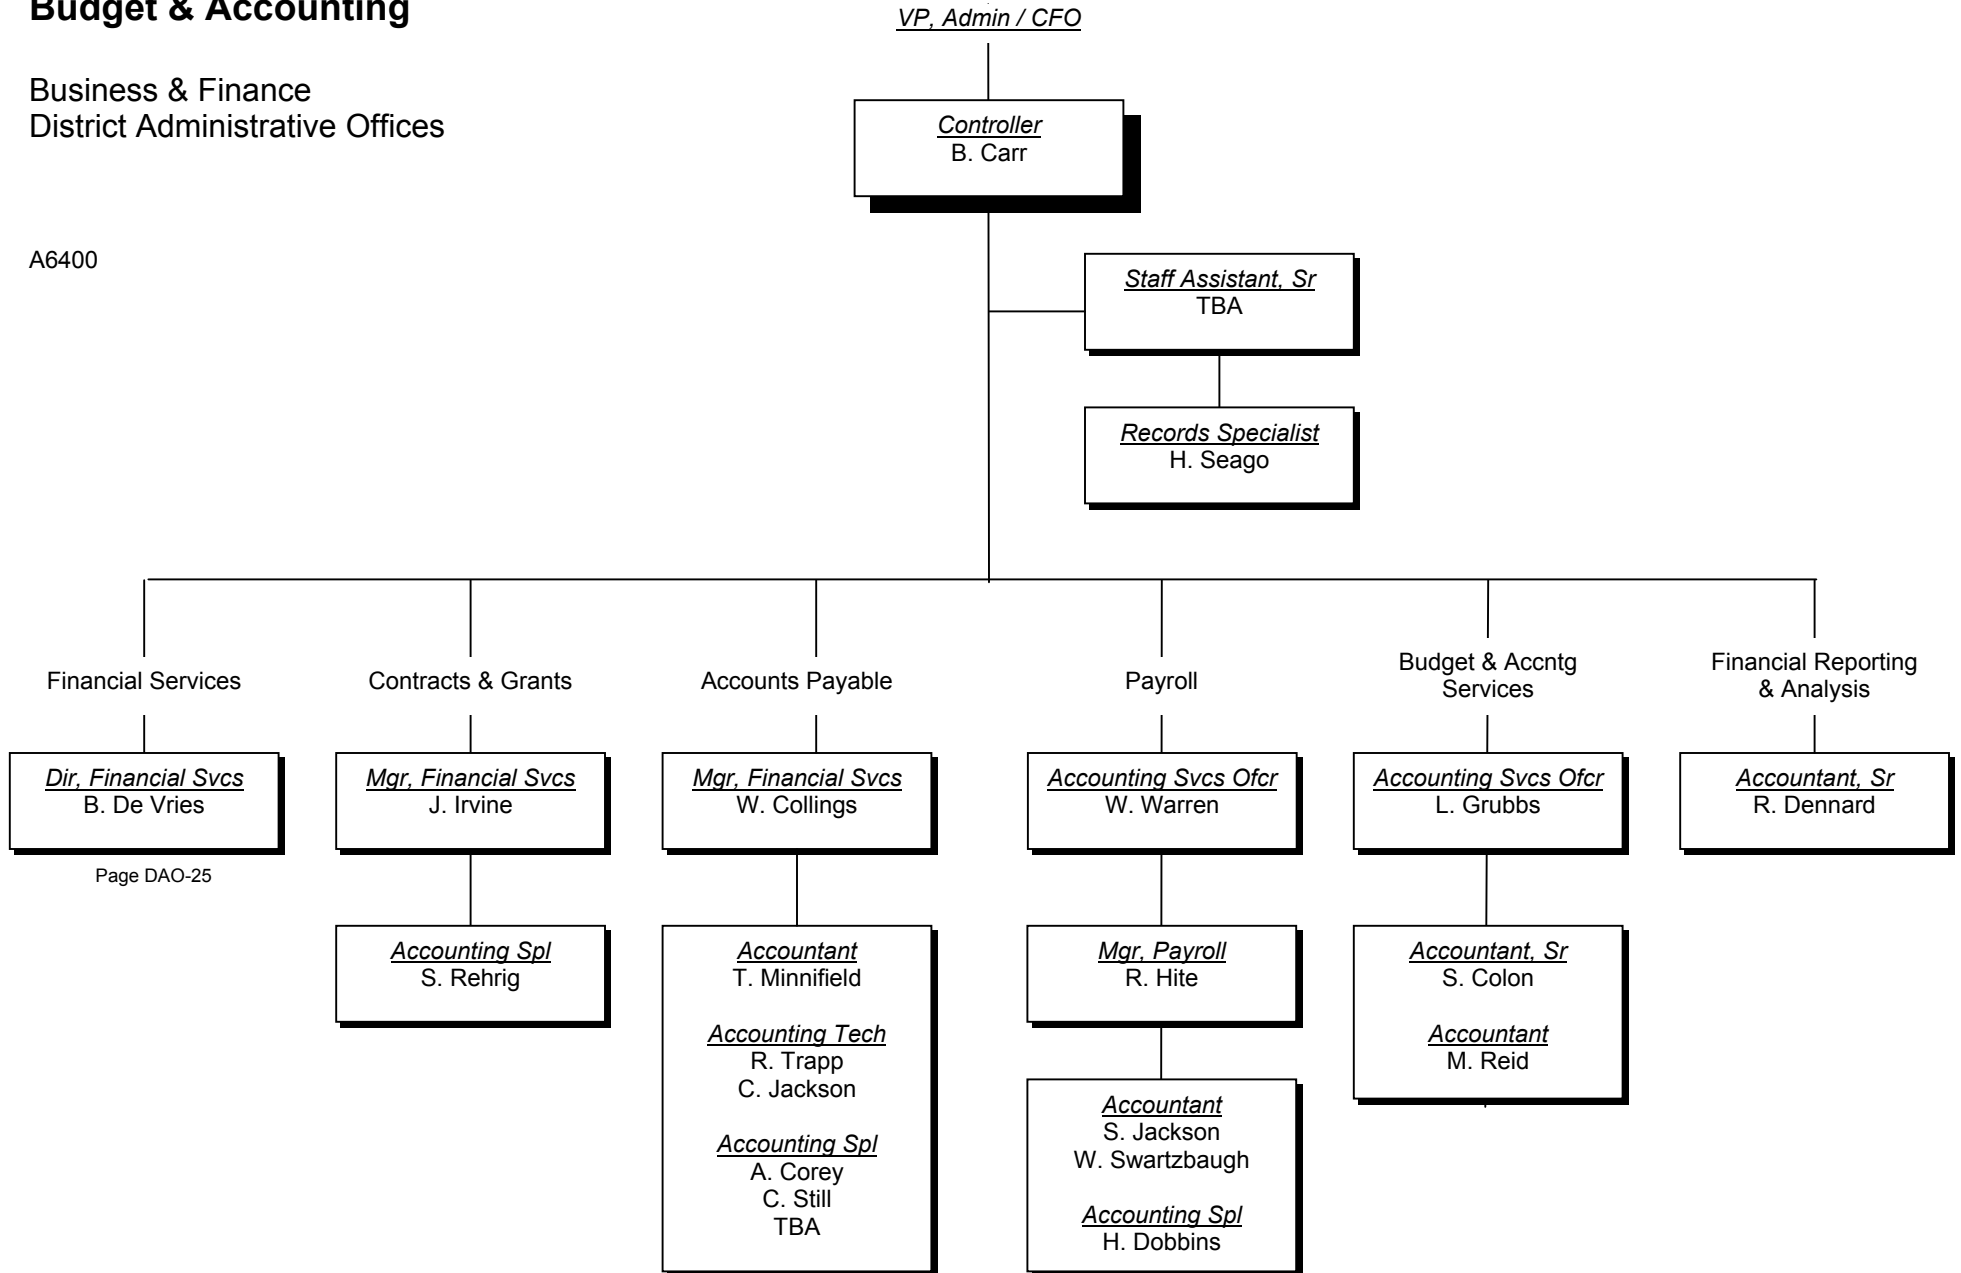 Budget & Accounting
Business & Finance
District Administrative Offices
A6400
VP, Admin / CFO
Controller
B. Carr
Staff Assistant, Sr
TBA
Records Specialist
H. Seago
Financial Services
Dir, Financial Svcs
B. De Vries
Page DAO-25
Contracts & Grants
Mgr, Financial Svcs
J. Irvine
Accounting Spl
S. Rehrig
Accounts Payable
Mgr, Financial Svcs
W. Collings
Accountant
T. Minnifield
Accounting Tech
R. Trapp
C. Jackson
Accounting Spl
A. Corey
C. Still
TBA
Payroll
Accounting Svcs Ofcr
W. Warren
Mgr, Payroll
R. Hite
Accountant
S. Jackson
W. Swartzbaugh
Accounting Spl
H. Dobbins
Budget & Accntg
Services
Accounting Svcs Ofcr
L. Grubbs
Accountant, Sr
S. Colon
Accountant
M. Reid
Financial Reporting
& Analysis
Accountant, Sr
R. Dennard